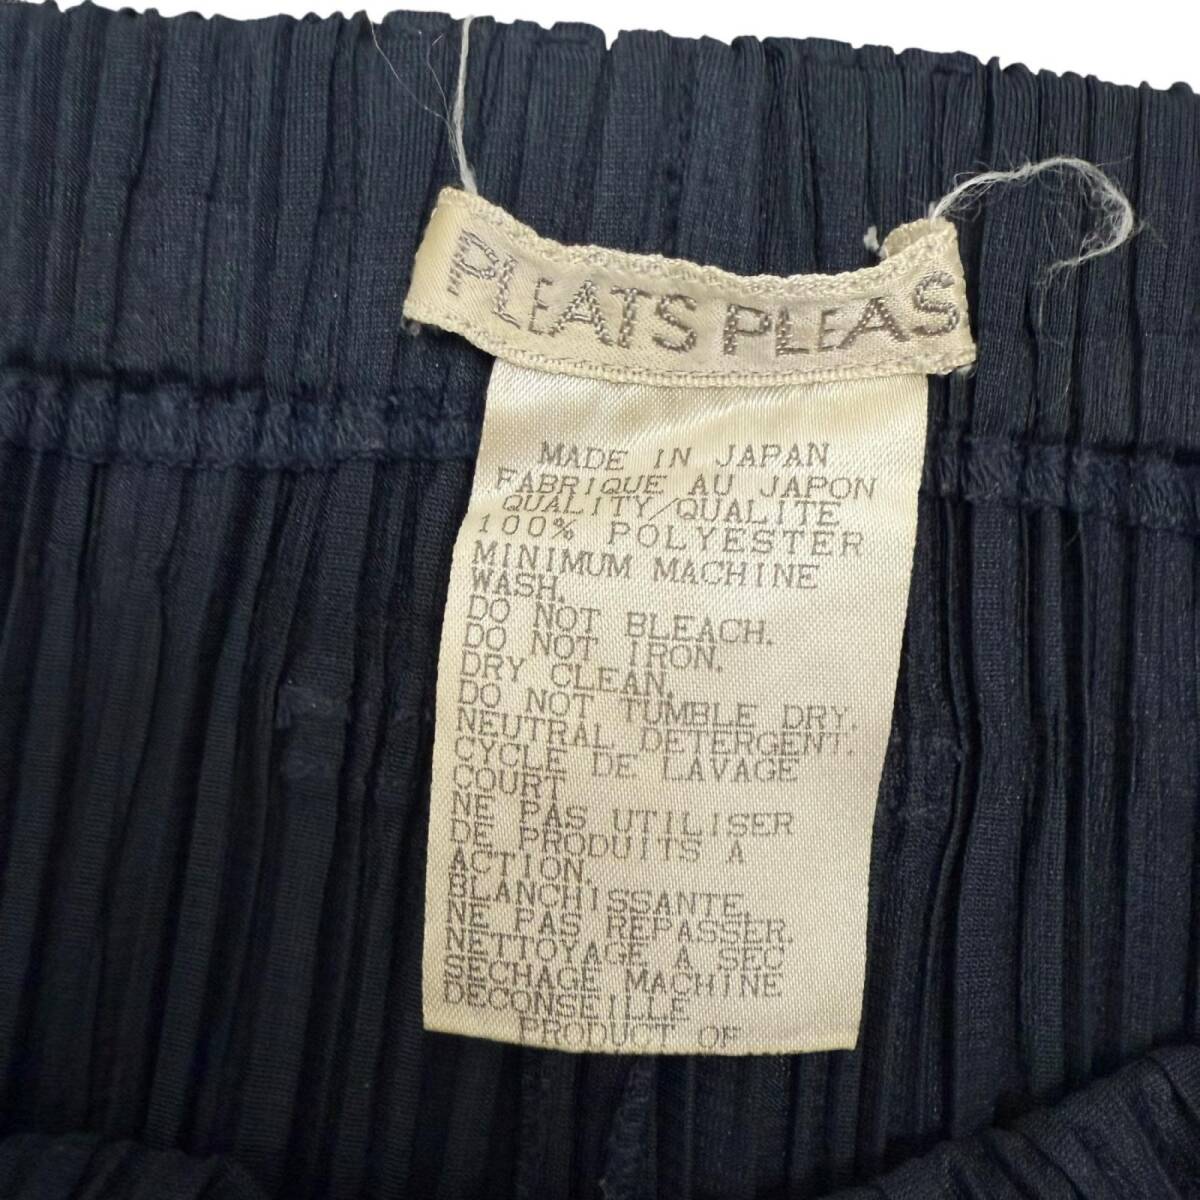 PLEATS PLEAS
MADE IN JAPAN
FABRIQUE AU JAPON
QUALITY/QUALITE
100% POLYESTER
MINIMUM MACHINE
WASH.
DO NOT BLEACH.
DO NOT IRON.
DRY CLEAN.
DO NOT TUMBLE DRY.
NEUTRAL DETERGENT.
CYCLE DE LAVAGE
COURT
NE PAS UTILISER
DE PRODUITS A
ACTION.
BLANCHISSANTE.
NE PAS REPASSER.
NETTOYAGE A SEC
SECHAGE MACHINE
DECONSEILLE
PRODUCT OF